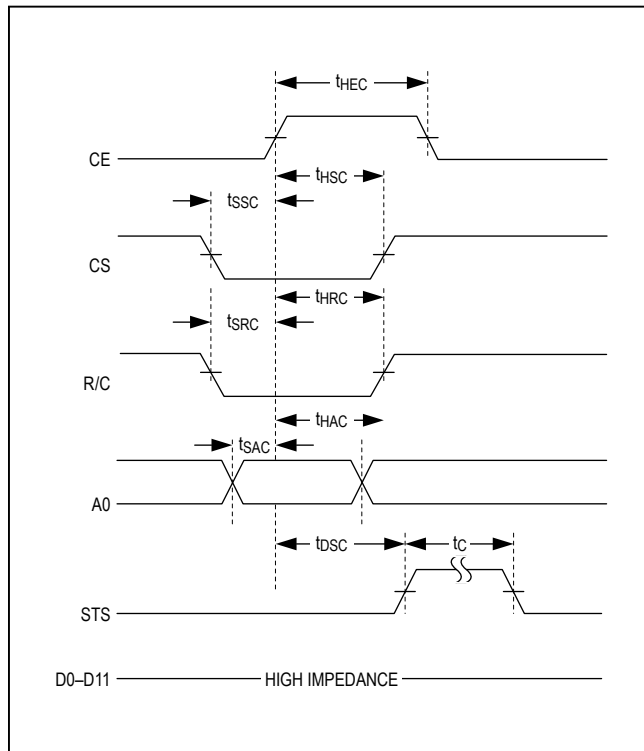 tHEC
CE
tHSC
tSSC
CS
tHRC
tSRC
R/C
tHAC
tSAC
A0
tDSC
tC
STS
D0–D11
HIGH IMPEDANCE